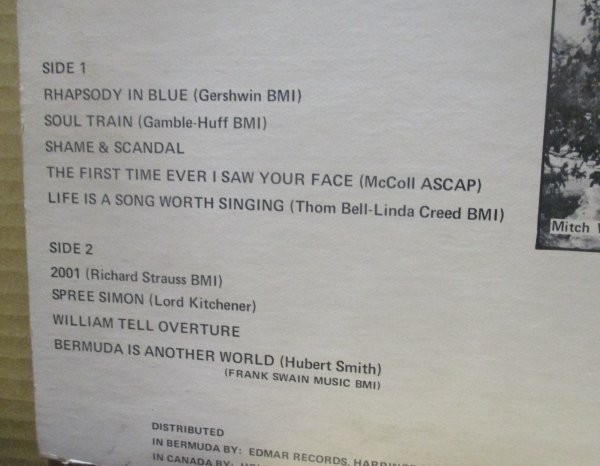 SIDE 1
RHAPSODY IN BLUE (Gershwin BMI)
SOUL TRAIN (Gamble-Huff BMI)
SHAME & SCANDAL
THE FIRST TIME EVER I SAW YOUR FACE (McColl ASCAP)
LIFE IS A SONG WORTH SINGING (Thom Bell-Linda Creed BMI)
Mitch
SIDE 2
2001 (Richard Strauss BMI)
SPREE SIMON (Lord Kitchener)
WILLIAM TELL OVERTURE
BERMUDA IS ANOTHER WORLD (Hubert Smith)
(FRANK SWAIN MUSIC BMI)
DISTRIBUTED
IN BERMUDA BY: EDMAR RECORDS,
IN CANADA BY: